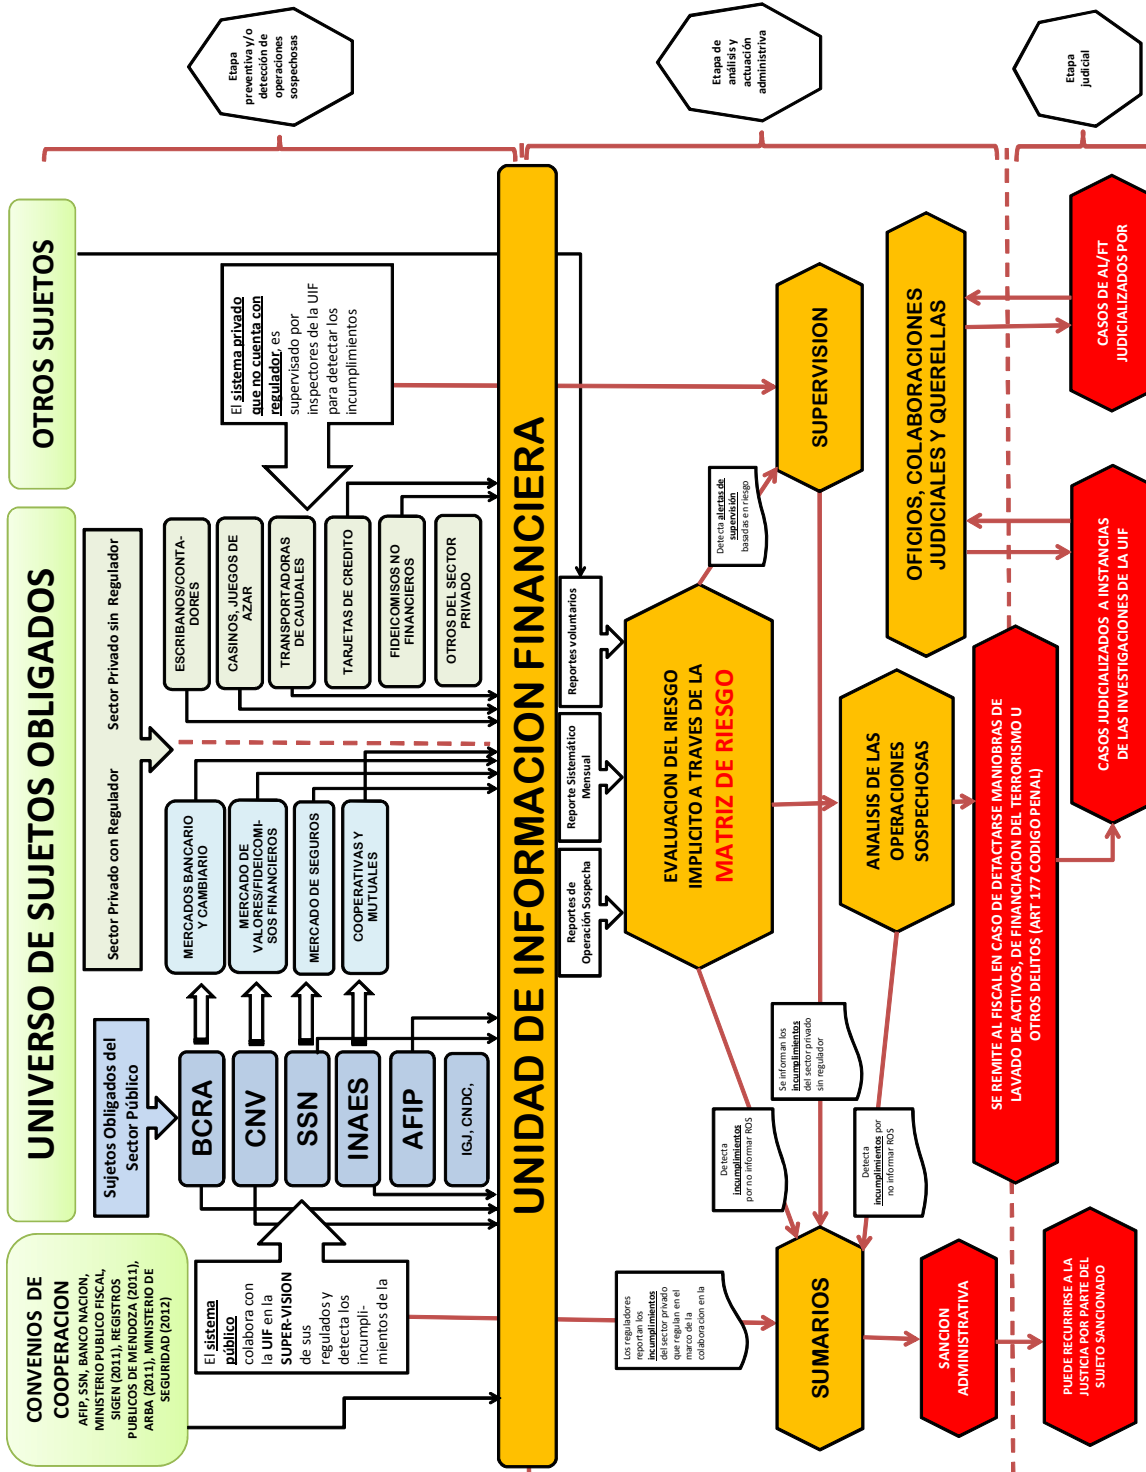 CONVENIOS DE
COOPERACION
AFIP, SSN, BANCO NACION,
MINISTERIO PUBLICO FISCAL,
SIGEN (2011), REGISTROS
PUBLICOS DE MENDOZA (2011),
ARBA (2011), MINISTERIO DE
SEGURIDAD (2012)
UNIVERSO DE SUJETOS OBLIGADOS
OTROS SUJETOS
Etapa
preventiva y/o
detección de
operaciones
sospechosas
Sujetos Obligados del
Sector Público
Sector Privado con Regulador
Sector Privado sin Regulador
El sistema
público
colabora con
la UIF en la
SUPER-VISION
de sus
regulados y
detecta los
incumpli-
mientos de la
BCRA
CNV
SSN
INAES
AFIP
IGJ, CNDC,
MERCADOS BANCARIO
Y CAMBIARIO
MERCADO DE
VALORES/FIDEICOMI-
SOS FINANCIEROS
MERCADO DE SEGUROS
COOPERATIVAS Y
MUTUALES
ESCRIBANOS/CONTA-
DORES
CASINOS, JUEGOS DE
AZAR
TRANSPORTADORAS
DE CAUDALES
TARJETAS DE CREDITO
FIDEICOMISOS NO
FINANCIEROS
OTROS DEL SECTOR
PRIVADO
El sistema privado
que no cuenta con
regulador, es
supervisado por
inspectores de la UIF
para detectar los
incumplimientos
UNIDAD DE INFORMACION FINANCIERA
Reportes de
Operación Sospecha
Reporte Sistemático
Mensual
Reportes voluntarios
Etapa de
análisis y
actuación
administriva
Los reguladores
reportan los
incumplimientos
del sector privado
que regulan en el
marco de la
colaboracion en la
EVALUACION DEL RIESGO
IMPLICITO A TRAVES DE LA
MATRIZ DE RIESGO
Detecta alertas de
supervisión
basadas en riesgo
Detecta
incumplimientos
por no informar ROS
Se informan los
incumplimientos
del sector privado
sin regulador
SUPERVISION
SUMARIOS
Detecta
incumplimientos por
no informar ROS
ANALISIS DE LAS
OPERACIONES
SOSPECHOSAS
OFICIOS, COLABORACIONES
JUDICIALES Y QUERELLAS
SANCION
ADMINISTRATIVA
SE REMITE AL FISCAL EN CASO DE DETACTARSE MANIOBRAS DE
LAVADO DE ACTIVOS, DE FINANCIACION DEL TERRORISMO U
OTROS DELITOS (ART 177 CODIGO PENAL)
Etapa
judicial
PUEDE RECURRIRSE A LA
JUSTICIA POR PARTE DEL
SUJETO SANCIONADO
CASOS JUDICIALIZADOS A INSTANCIAS
DE LAS INVESTIGACIONES DE LA UIF
CASOS DE AL/FT
JUDICIALIZADOS POR